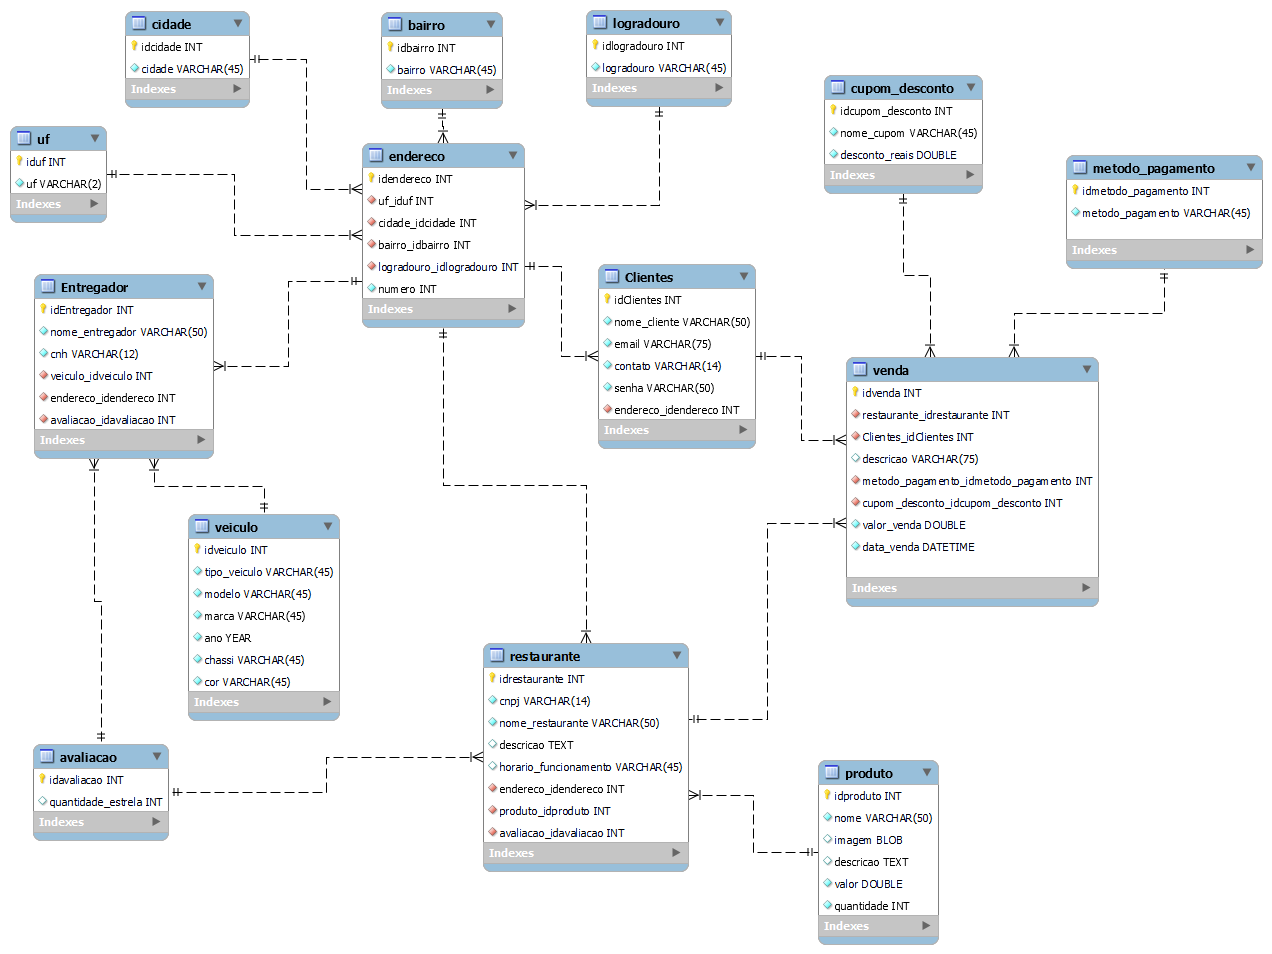 cidade
idcidade INT
cidade VARCHAR(45)
Indexes
bairro
idbairro INT
bairro VARCHAR(45)
Indexes
logradouro
idlogradouro INT
logradouro VARCHAR(45)
Indexes
cupom_desconto
idcupom_desconto INT
nome_cupom VARCHAR(45)
desconto_reais DOUBLE
Indexes
uf
iduf INT
uf VARCHAR(2)
Indexes
endereco
idendereco INT
uf_iduf INT
cidade_idcidade INT
bairro_idbairro INT
logradouro_idlogradouro INT
numero INT
Indexes
metodo_pagamento
idmetodo_pagamento INT
metodo_pagamento VARCHAR(45)
Indexes
Entregador
idEntregador INT
nome_entregador VARCHAR(50)
cnh VARCHAR(12)
veiculo_idveiculo INT
endereco_idendereco INT
avaliacao_idavaliacao INT
Indexes
Clientes
idClientes INT
nome_cliente VARCHAR(50)
email VARCHAR(75)
contato VARCHAR(14)
senha VARCHAR(50)
endereco_idendereco INT
Indexes
venda
idvenda INT
restaurante_idrestaurante INT
Clientes_idClientes INT
descricao VARCHAR(75)
metodo_pagamento_idmetodo_pagamento INT
cupom_desconto_idcupom_desconto INT
valor_venda DOUBLE
data_venda DATETIME
Indexes
veiculo
idveiculo INT
tipo_veiculo VARCHAR(45)
modelo VARCHAR(45)
marca VARCHAR(45)
ano YEAR
chassi VARCHAR(45)
cor VARCHAR(45)
Indexes
restaurante
idrestaurante INT
cnpj VARCHAR(14)
nome_restaurante VARCHAR(50)
descricao TEXT
horario_funcionamento VARCHAR(45)
endereco_idendereco INT
produto_idproduto INT
avaliacao_idavaliacao INT
Indexes
avaliacao
idavaliacao INT
quantidade_estrela INT
Indexes
produto
idproduto INT
nome VARCHAR(50)
imagem BLOB
descricao TEXT
valor DOUBLE
quantidade INT
Indexes